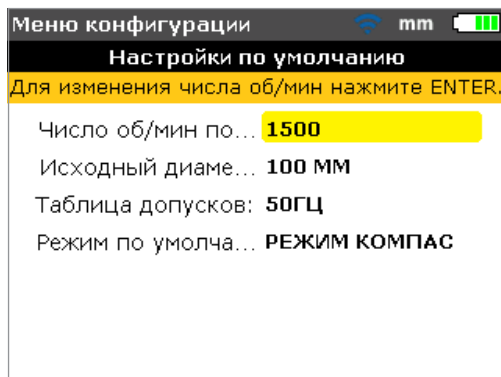 Меню конфигурации mm
Настройки по умолчанию
Для изменения числа об/мин нажмите ENTER.
Число об/мин по... 1500
Исходный диаме... 100 ММ
Таблица допусков: 50ГЦ
Режим по умолча... РЕЖИМ КОМПАС